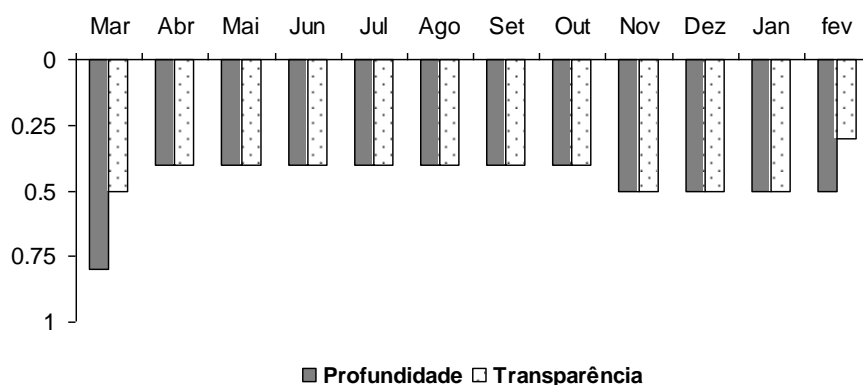 Mar Abr Mai Jun Jul Ago Set Out Nov Dez Jan fev
0
0.25
0.5
0.75
1
Profundidade Transparência